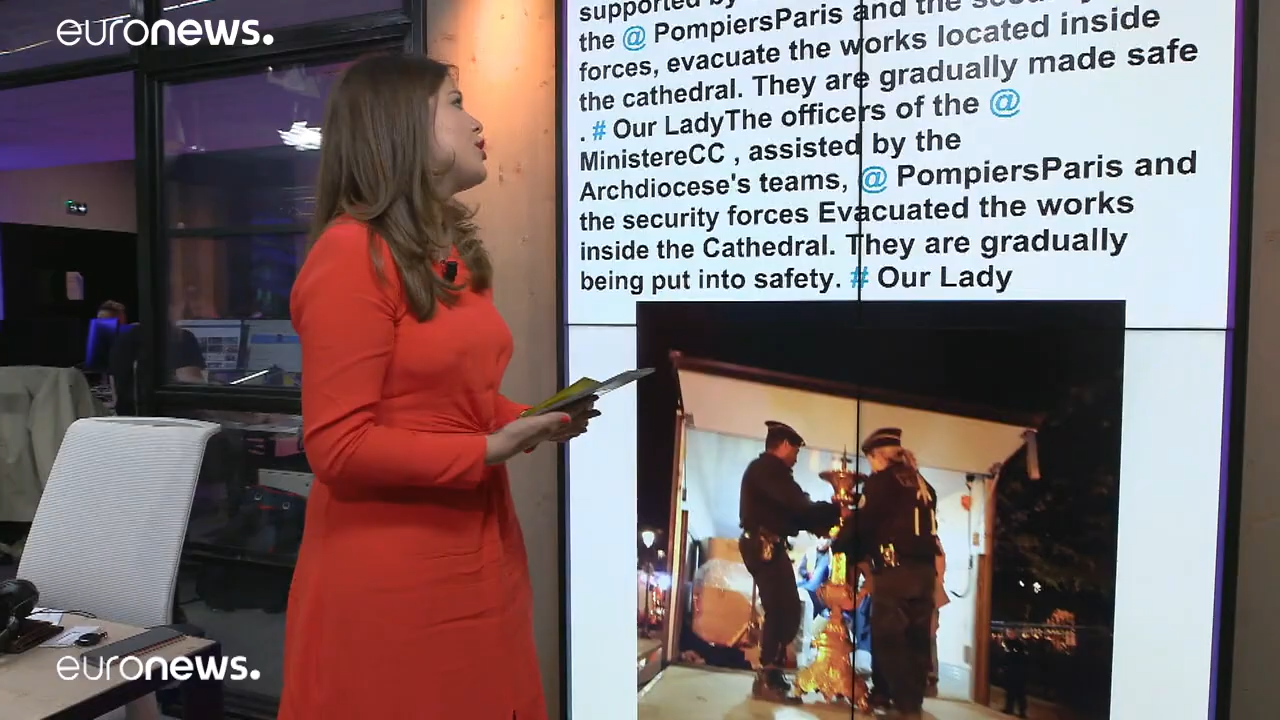 euronews.
supported by
the @ PompiersParis and the security
forces, evacuate the works located inside
the cathedral. They are gradually made safe
. # Our LadyThe officers of the @
MinistereCC , assisted by the
Archdiocese's teams, @ PompiersParis and
the security forces Evacuated the works
inside the Cathedral. They are gradually
being put into safety. # Our Lady
euronews.